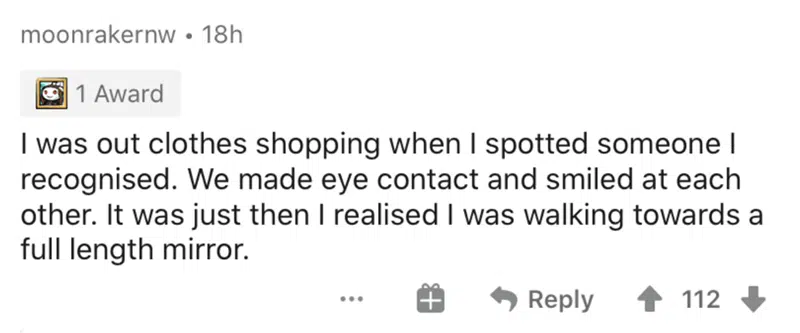 moonrakernw • 18h
1 Award
I was out clothes shopping when I spotted someone I
recognised. We made eye contact and smiled at each
other. It was just then I realised I was walking towards a
full length mirror.
... Reply 112